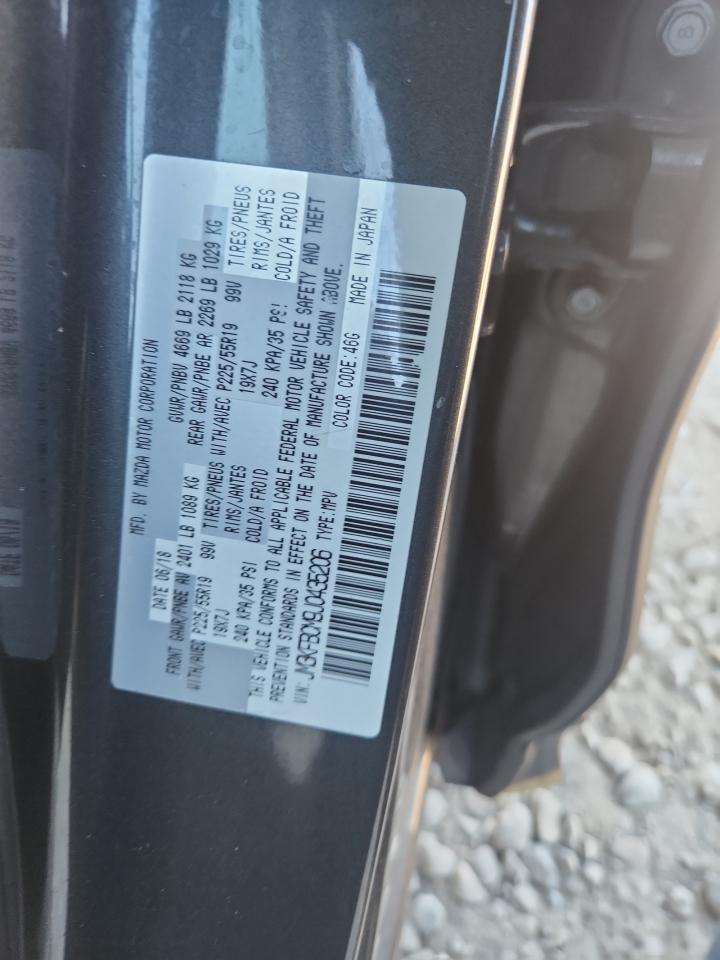 MFD. BY MAZDA MOTOR CORPORATION
DATE 06/18 GVWR/PNBV 4669 LB 2118 KG
FRONT GAWR/PNBE AV 2401 LB 1089 KG REAR GAWR/PNBE AR 2269 LB 1029 KG
WITH/AVEC P225/55R19 99V TIRES/PNEUS WITH/AVEC P225/55R19 99V TIRES/PNEUS
19X7J RIMS/JANTES 19X7J RIMS/JANTES
240 KPA/35 PSI COLD/A FROID 240 KPA/35 PSI COLD/A FROID
THIS VEHICLE CONFORMS TO ALL APPLICABLE FEDERAL MOTOR VEHICLE SAFETY AND THEFT
PREVENTION STANDARDS IN EFFECT ON THE DATE OF MANUFACTURE SHOWN ABOVE.
VIN: JM3KFBCM9J0435206 TYPE:MPV COLOR CODE:46G MADE IN JAPAN